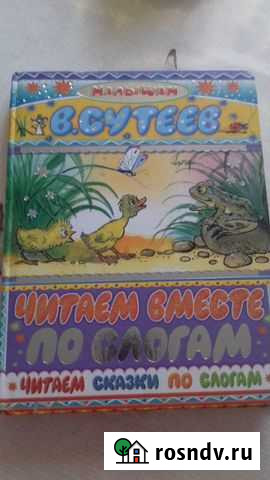 МАЛЫШАМ
В.СУТЕЕВ
ЧИТАЕМ ВМЕСТЕ
ПО СЛОГАМ
ЧИТАЕМ СКАЗКИ ПО СЛОГАМ
rosndv.ru